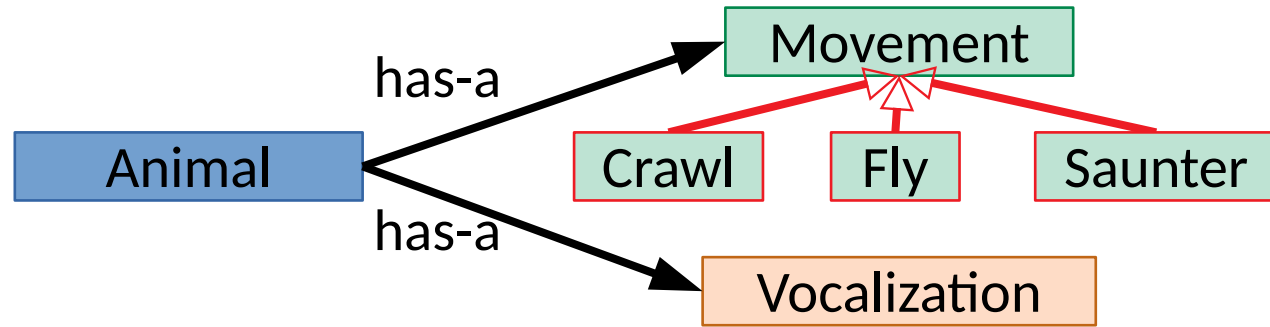 Movement
has-a
Crawl
Fly
Saunter
Animal
has-a
Vocalization